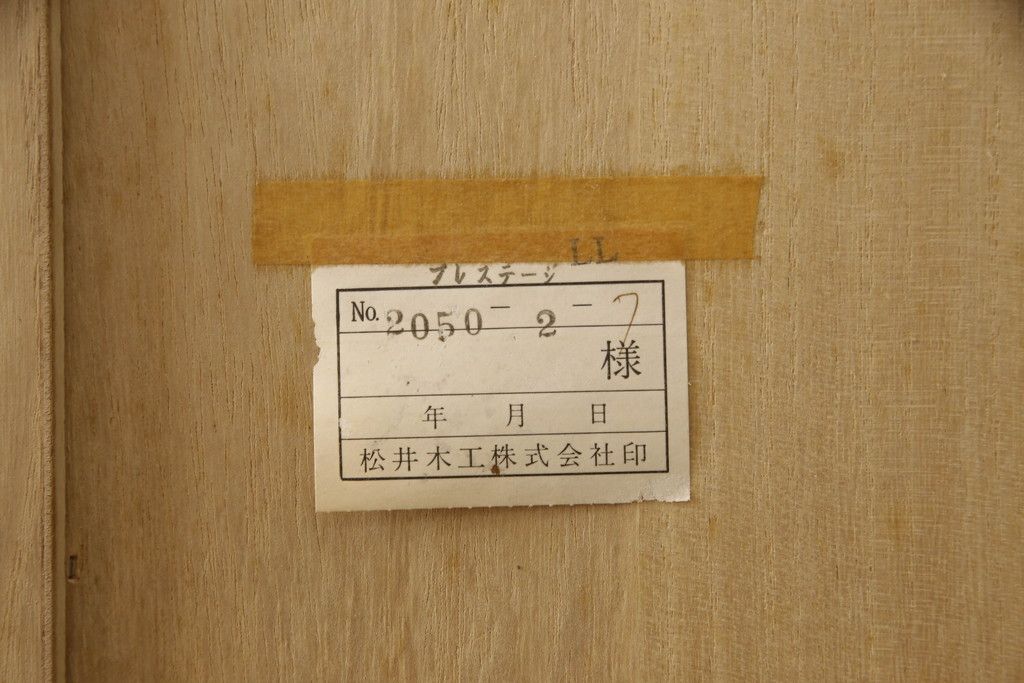 プレステージ LL
No. 2050-2-7
様
年 月 日
松井木工株式会社印